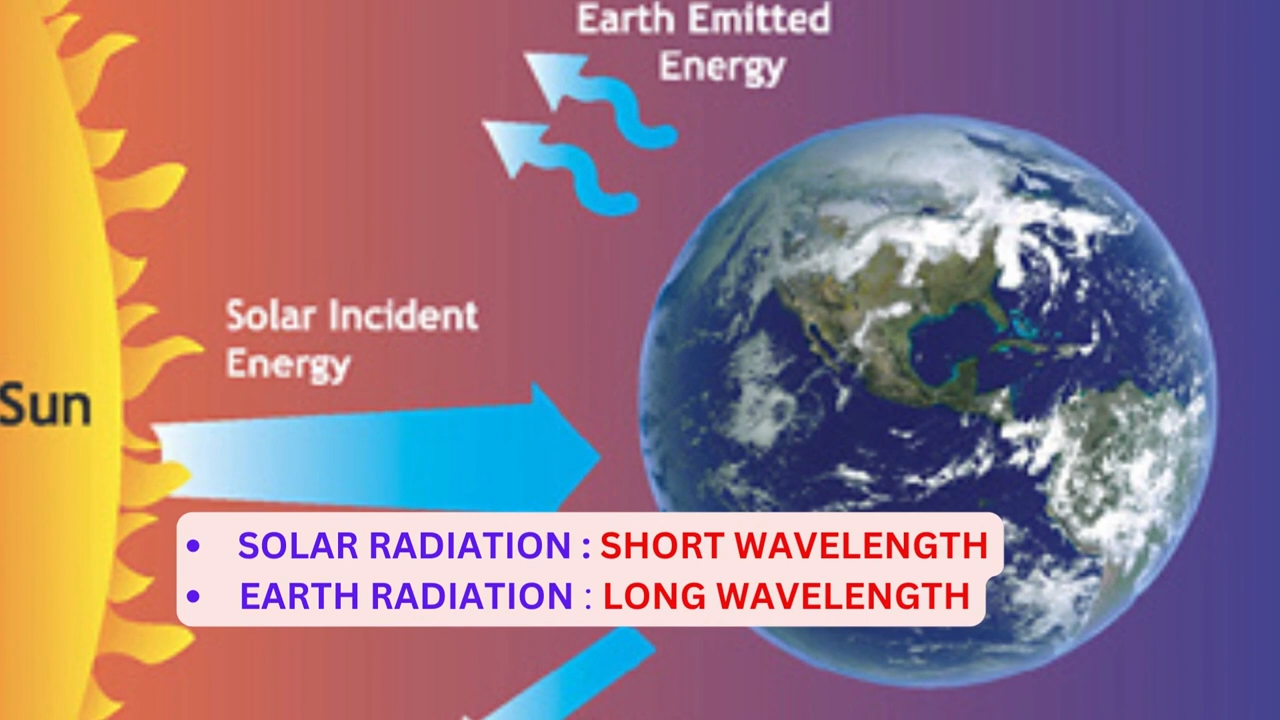 Earth Emitted
Energy
Solar Incident
Energy
Sun
• SOLAR RADIATION : SHORT WAVELENGTH
• EARTH RADIATION : LONG WAVELENGTH